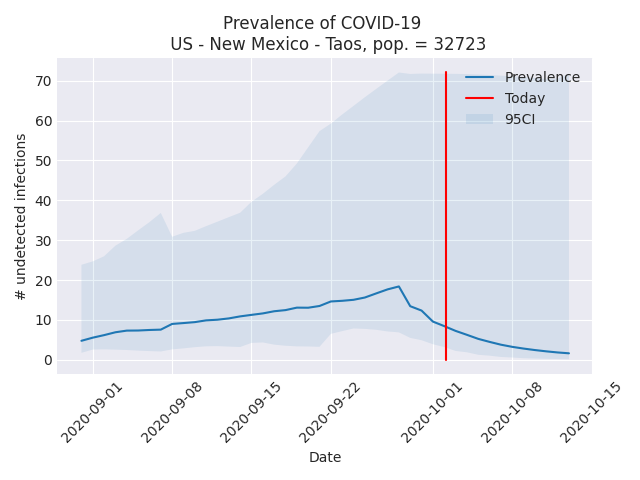 Prevalence of COVID-19
US - New Mexico - Taos, pop. = 32723
Prevalence
Today
95CI
# undetected infections
70
60
50
40
30
20
10
0
2020-09-01
2020-09-08
2020-09-15
2020-09-22
2020-10-01
2020-10-08
2020-10-15
Date